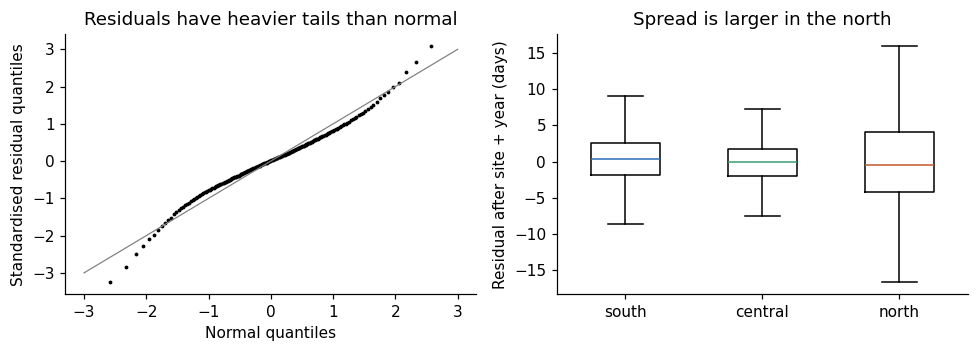 Residuals have heavier tails than normal
Standardised residual quantiles
3
2
1
0
−1
−2
−3
−3
−2
−1
0
1
2
3
Normal quantiles
Spread is larger in the north
Residual after site + year (days)
15
10
5
0
−5
−10
−15
south
central
north